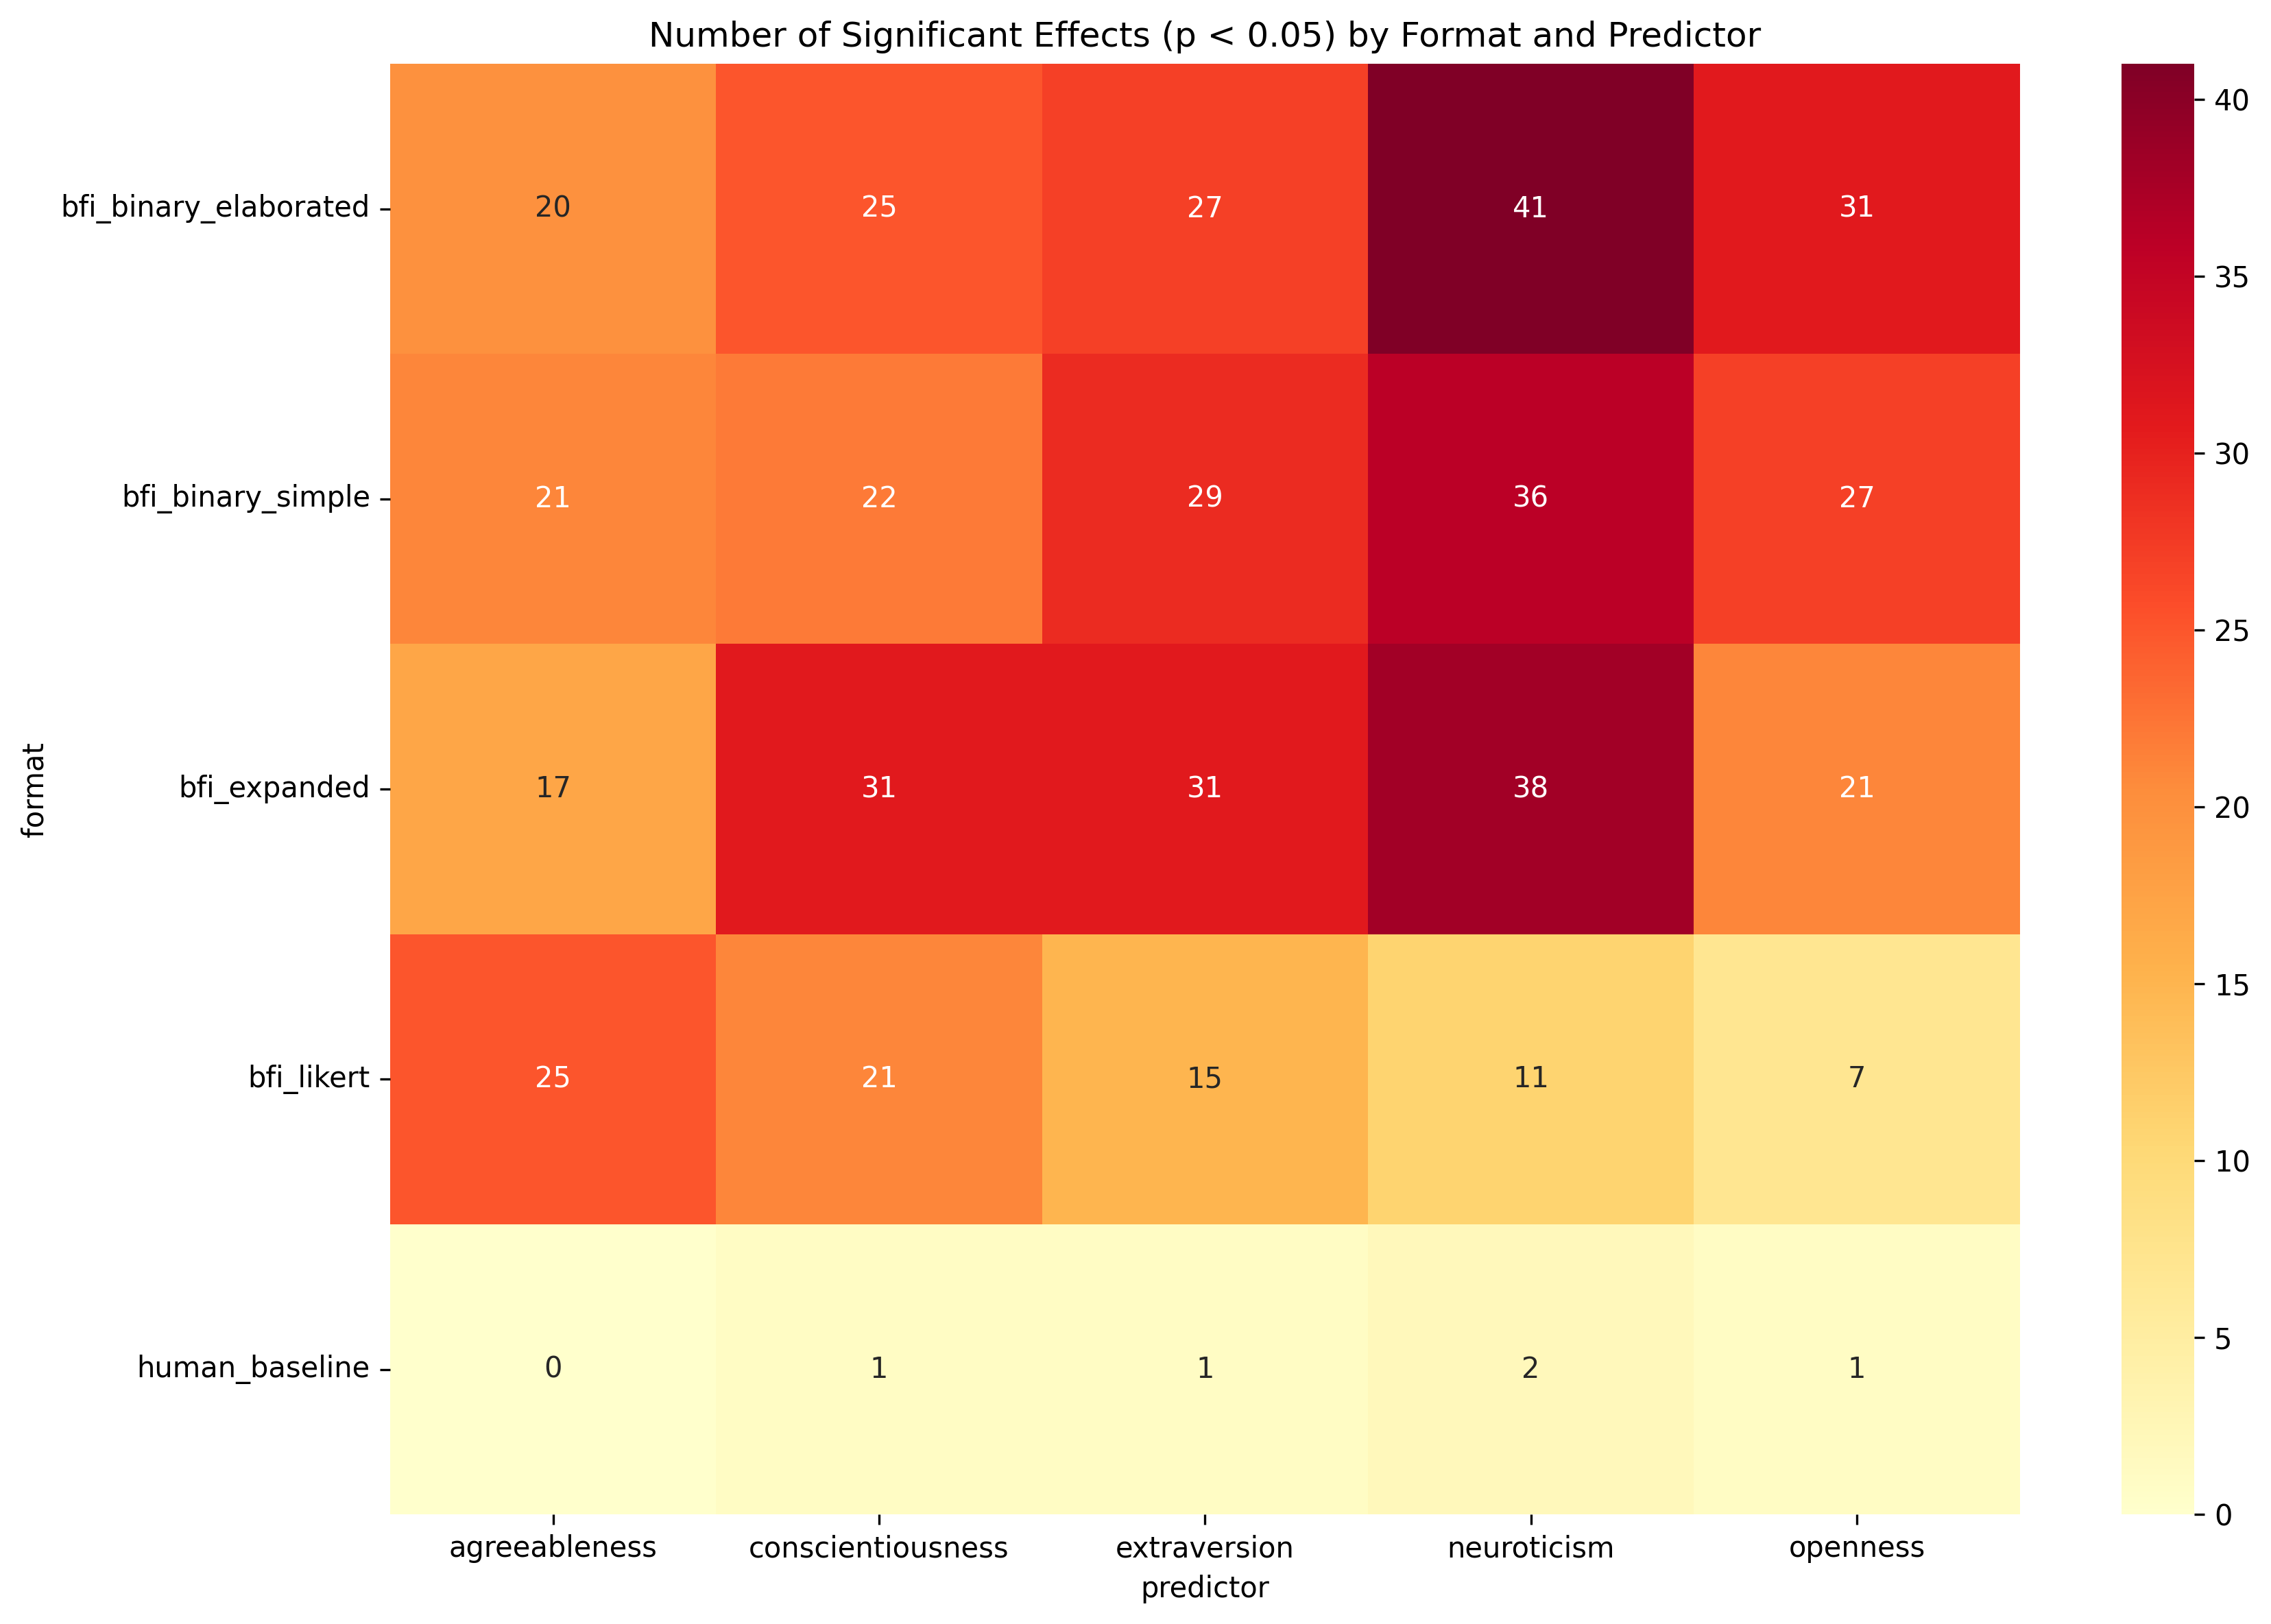 Number of Significant Effects (p < 0.05) by Format and Predictor
bfi_binary_elaborated 20 25 27 41 31
bfi_binary_simple 21 22 29 36 27
bfi_expanded 17 31 31 38 21
bfi_likert 25 21 15 11 7
human_baseline 0 1 1 2 1
format
agreeableness conscientiousness extraversion neuroticism openness
predictor
40
35
30
25
20
15
10
5
0